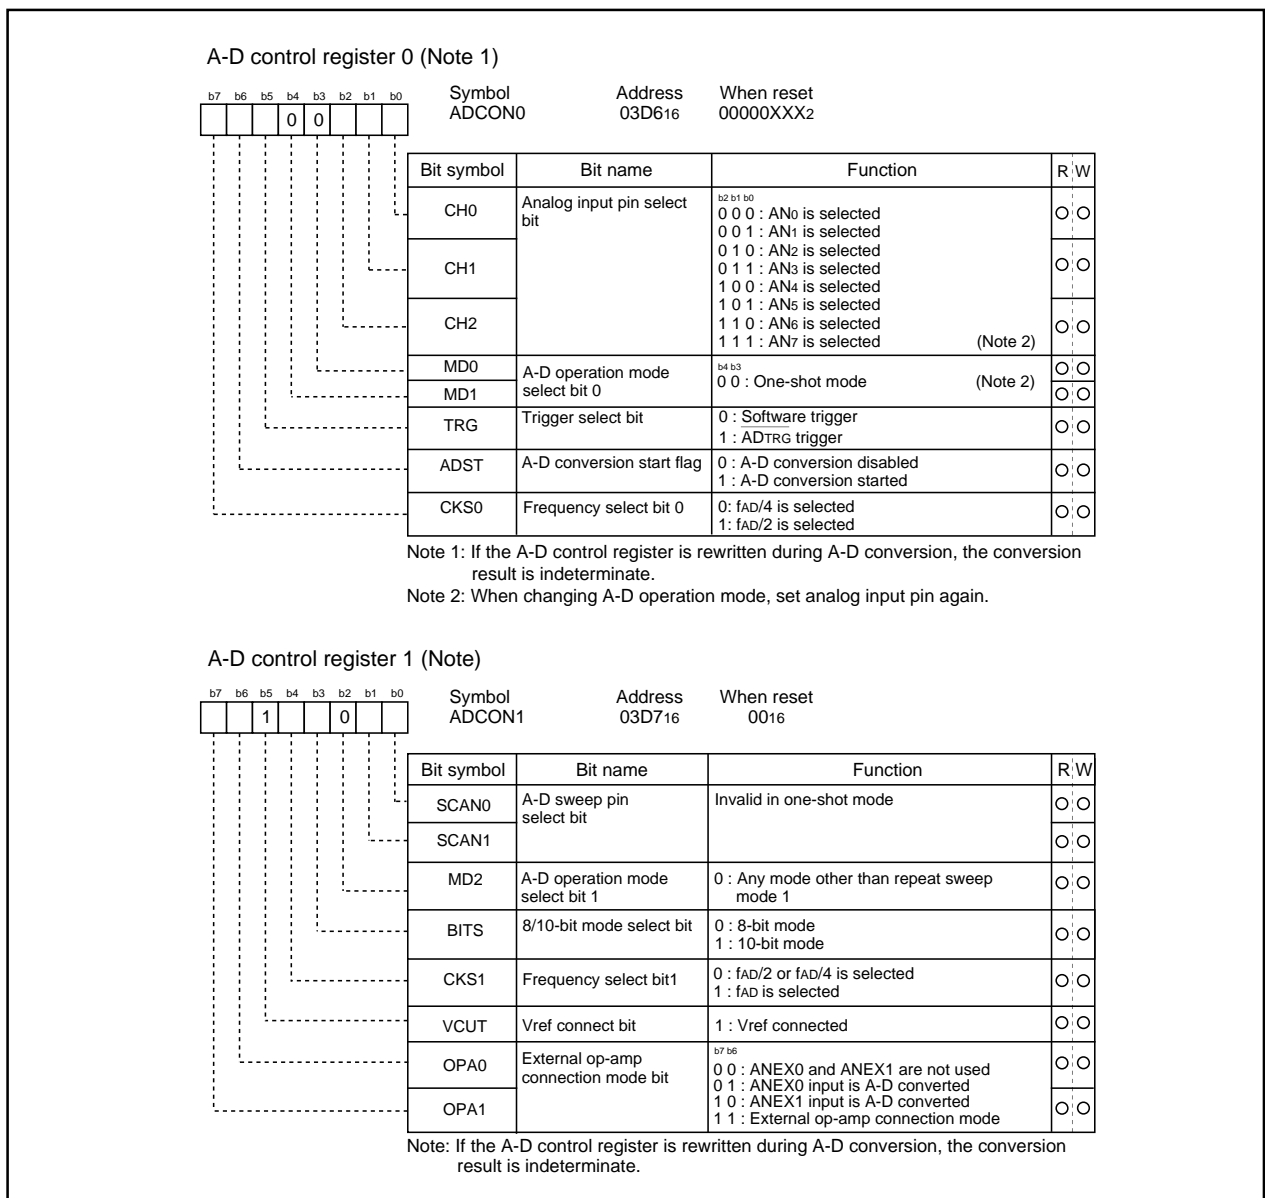 A-D control register 0 (Note 1)
b7 b6 b5 b4 b3 b2 b1 b0
0 0
Symbol Address When reset
ADCON0 03D616 00000XXX2
Bit symbol Bit name Function R W
CH0 Analog input pin select bit
b2 b1 b0
0 0 0 : AN0 is selected
0 0 1 : AN1 is selected
0 1 0 : AN2 is selected
CH1
0 1 1 : AN3 is selected
1 0 0 : AN4 is selected
1 0 1 : AN5 is selected
CH2
1 1 0 : AN6 is selected
1 1 1 : AN7 is selected (Note 2)
MD0
MD1
A-D operation mode
select bit 0
b4 b3
0 0 : One-shot mode (Note 2)
TRG Trigger select bit
0 : Software trigger
1 : ADTRG trigger
ADST A-D conversion start flag
0 : A-D conversion disabled
1 : A-D conversion started
CKS0 Frequency select bit 0
0: fAD/4 is selected
1: fAD/2 is selected
Note 1: If the A-D control register is rewritten during A-D conversion, the conversion
result is indeterminate.
Note 2: When changing A-D operation mode, set analog input pin again.
A-D control register 1 (Note)
b7 b6 b5 b4 b3 b2 b1 b0
1 0
Symbol Address When reset
ADCON1 03D716 0016
Bit symbol Bit name Function R W
SCAN0
SCAN1
A-D sweep pin
select bit
Invalid in one-shot mode
MD2
A-D operation mode
select bit 1
0 : Any mode other than repeat sweep
mode 1
BITS 8/10-bit mode select bit
0 : 8-bit mode
1 : 10-bit mode
CKS1 Frequency select bit1
0 : fAD/2 or fAD/4 is selected
1 : fAD is selected
VCUT Vref connect bit 1 : Vref connected
OPA0
OPA1
External op-amp
connection mode bit
b7 b6
0 0 : ANEX0 and ANEX1 are not used
0 1 : ANEX0 input is A-D converted
1 0 : ANEX1 input is A-D converted
1 1 : External op-amp connection mode
Note: If the A-D control register is rewritten during A-D conversion, the conversion
result is indeterminate.